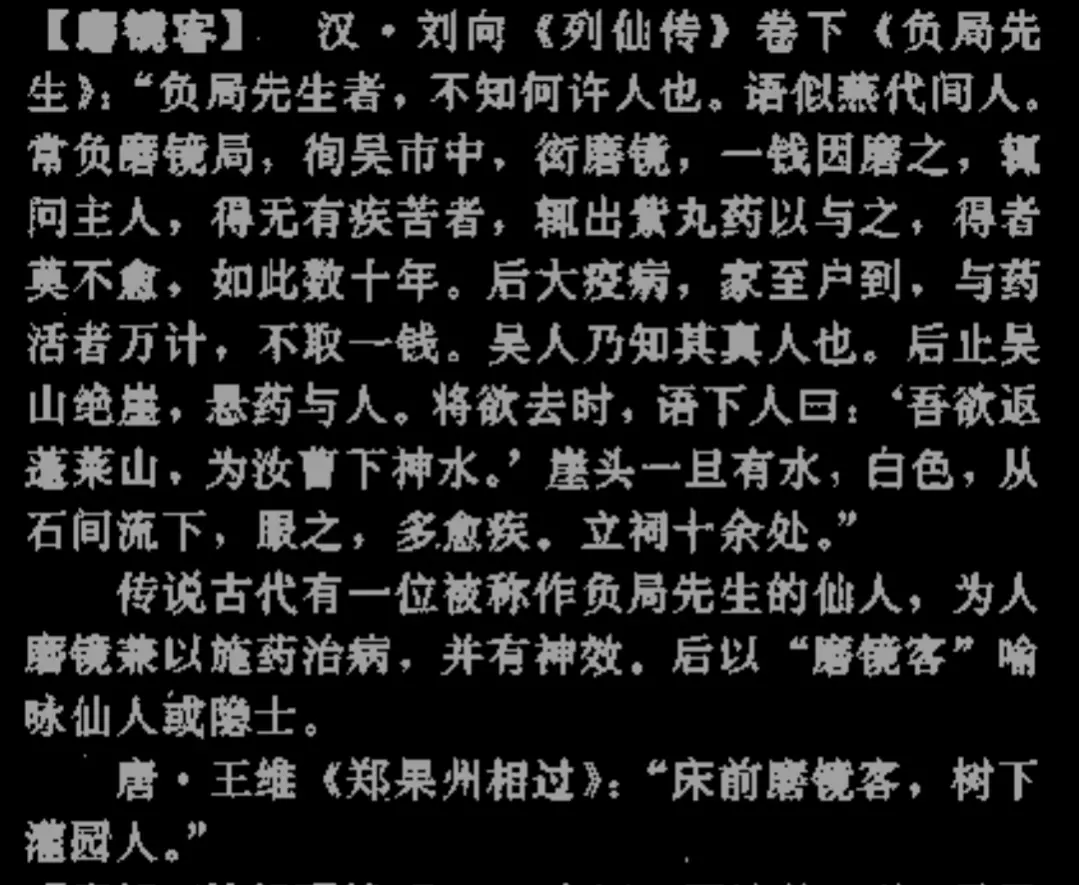 【磨镜客】 汉·刘向《列仙传》卷下《负局先
生》：“负局先生者，不知何许人也。语似燕代间人。
常负磨镜局，徇吴市中，衒磨镜，一钱因磨之，辄
问主人，得无有疾苦者，辄出紫丸药以与之，得者
莫不愈，如此数十年。后大疫病，家至户到，与药
活者万计，不取一钱。吴人乃知其真人也。后止吴
山绝崖，悬药与人。将欲去时，语下人曰：‘吾欲返
蓬莱山，为汝曹下神水。’崖头一旦有水，白色，从
石间流下，服之，多愈疾。立祠十余处。”
传说古代有一位被称作负局先生的仙人，为人
磨镜兼以施药治病，并有神效。后以“磨镜客”喻
咏仙人或隐士。
唐·王维《郑果州相过》：“床前磨镜客，树下
灌园人。”